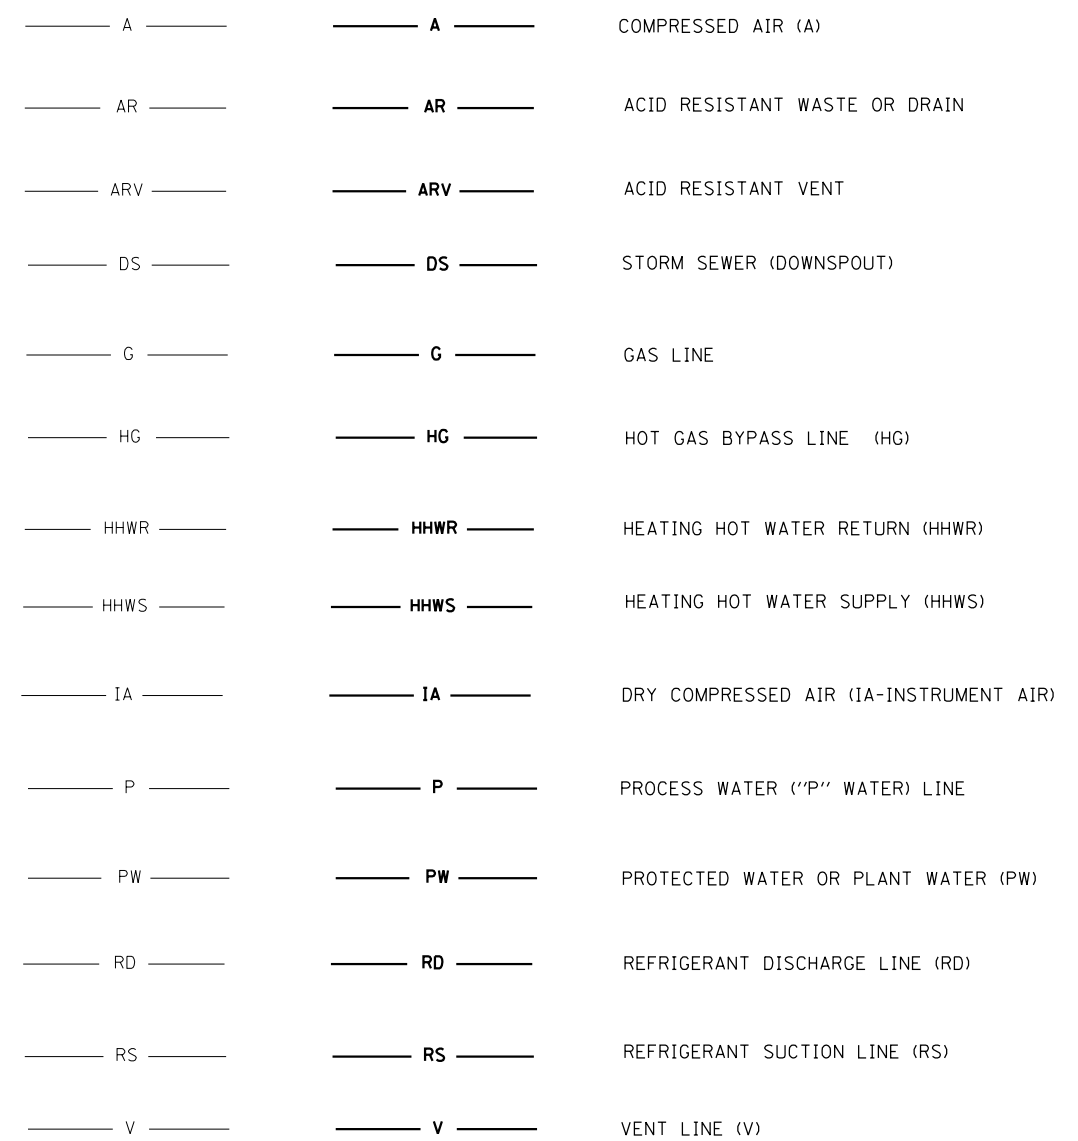 A A COMPRESSED AIR (A)
AR AR ACID RESISTANT WASTE OR DRAIN
ARV ARV ACID RESISTANT VENT
DS DS STORM SEWER (DOWNSPOUT)
G G GAS LINE
HG HG HOT GAS BYPASS LINE (HG)
HHWR HHWR HEATING HOT WATER RETURN (HHWR)
HHWS HHWS HEATING HOT WATER SUPPLY (HHWS)
IA IA DRY COMPRESSED AIR (IA-INSTRUMENT AIR)
P P PROCESS WATER ("P" WATER) LINE
PW PW PROTECTED WATER OR PLANT WATER (PW)
RD RD REFRIGERANT DISCHARGE LINE (RD)
RS RS REFRIGERANT SUCTION LINE (RS)
V V VENT LINE (V)